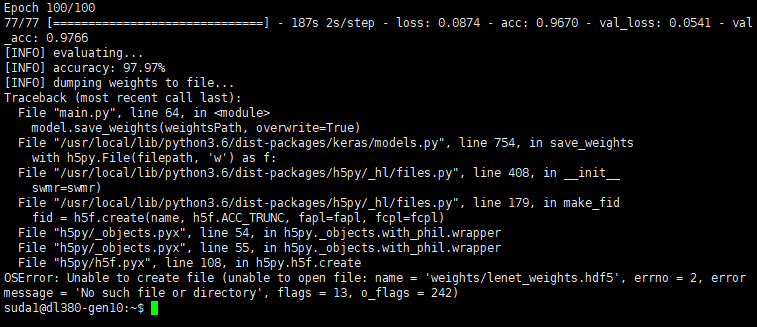 Epoch 100/100
77/77 [==============================] - 187s 2s/step - loss: 0.0874 - acc: 0.9670 - val_loss: 0.0541 - val
_acc: 0.9766
[INFO] evaluating...
[INFO] accuracy: 97.97%
[INFO] dumping weights to file...
Traceback (most recent call last):
  File "main.py", line 64, in <module>
    model.save_weights(weightsPath, overwrite=True)
  File "/usr/local/lib/python3.6/dist-packages/keras/models.py", line 754, in save_weights
    with h5py.File(filepath, 'w') as f:
  File "/usr/local/lib/python3.6/dist-packages/h5py/_hl/files.py", line 408, in __init__
    swmr=swmr)
  File "/usr/local/lib/python3.6/dist-packages/h5py/_hl/files.py", line 179, in make_fid
    fid = h5f.create(name, h5f.ACC_TRUNC, fapl=fapl, fcpl=fcpl)
  File "h5py/_objects.pyx", line 54, in h5py._objects.with_phil.wrapper
  File "h5py/_objects.pyx", line 55, in h5py._objects.with_phil.wrapper
  File "h5py/h5f.pyx", line 108, in h5py.h5f.create
OSError: Unable to create file (unable to open file: name = 'weights/lenet_weights.hdf5', errno = 2, error
message = 'No such file or directory', flags = 13, o_flags = 242)
suda1@dl380-gen10:~$